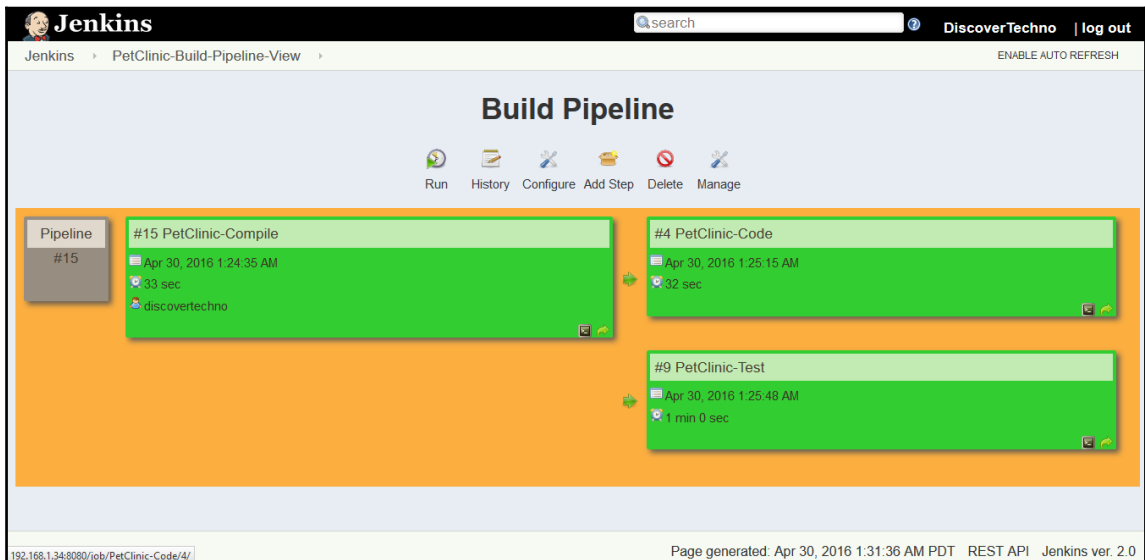 Jenkins
search
DiscoverTechno | log out
Jenkins PetClinic-Build-Pipeline-View
ENABLE AUTO REFRESH
Build Pipeline
Run History Configure Add Step Delete Manage
Pipeline
#15
#15 PetClinic-Compile
Apr 30, 2016 1:24:35 AM
33 sec
discovertechno
#4 PetClinic-Code
Apr 30, 2016 1:25:15 AM
32 sec
#9 PetClinic-Test
Apr 30, 2016 1:25:48 AM
1 min 0 sec
192.168.1.34:8080/job/PetClinic-Code/4/
Page generated: Apr 30, 2016 1:31:36 AM PDT REST API Jenkins ver. 2.0